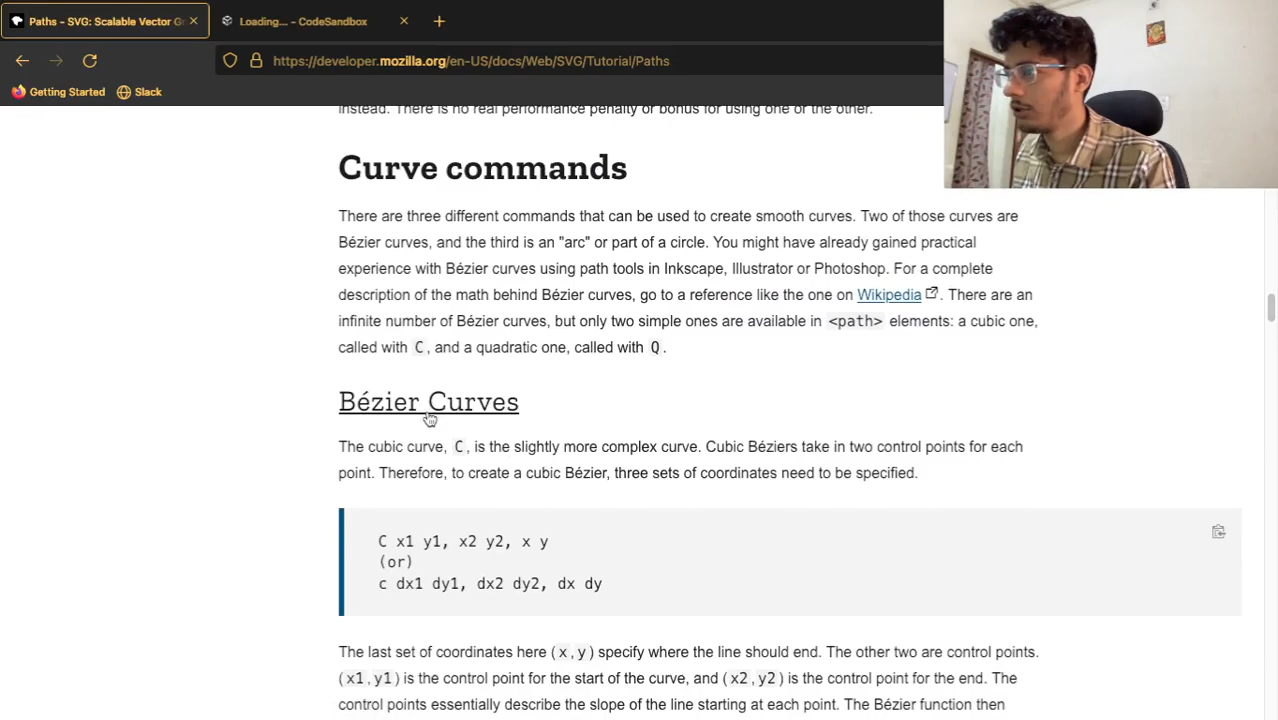 Paths - SVG: Scalable Vector Gr
Loading... - CodeSandbox
https://developer.mozilla.org/en-US/docs/Web/SVG/Tutorial/Paths
Getting Started
Slack
instead. There is no real performance penalty or bonus for using one or the other.
Curve commands
There are three different commands that can be used to create smooth curves. Two of those curves are
Bézier curves, and the third is an "arc" or part of a circle. You might have already gained practical
experience with Bézier curves using path tools in Inkscape, Illustrator or Photoshop. For a complete
description of the math behind Bézier curves, go to a reference like the one on Wikipedia. There are an
infinite number of Bézier curves, but only two simple ones are available in <path> elements: a cubic one,
called with C, and a quadratic one, called with Q.
Bézier Curves
The cubic curve, C, is the slightly more complex curve. Cubic Béziers take in two control points for each
point. Therefore, to create a cubic Bézier, three sets of coordinates need to be specified.
C x1 y1, x2 y2, x y
(or)
c dx1 dy1, dx2 dy2, dx dy
The last set of coordinates here (x,y) specify where the line should end. The other two are control points.
(x1,y1) is the control point for the start of the curve, and (x2,y2) is the control point for the end. The
control points essentially describe the slope of the line starting at each point. The Bézier function then